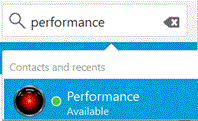 performance
Contacts and recents
Performance
Available